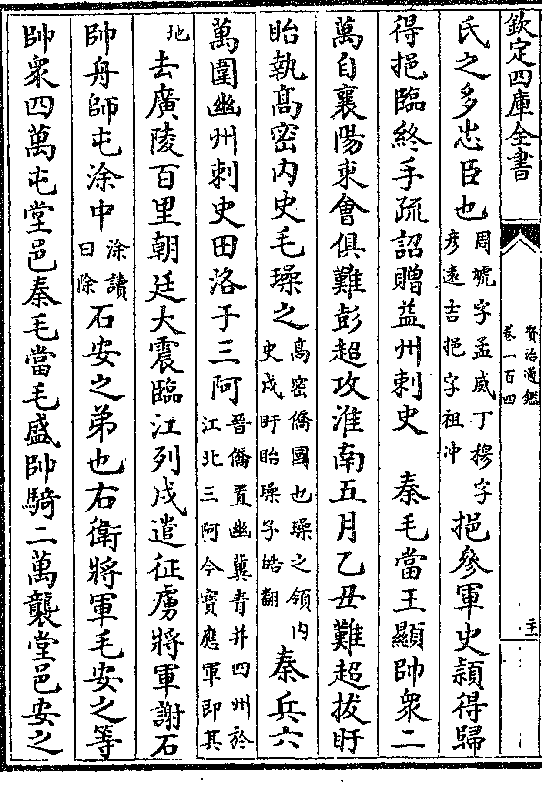 欽定四庫全書
資治通鑑
卷一百四
氏之多忠臣也周虓字孟威丁穆字彦遠吉挹字祖冲挹參軍史穎得歸
得挹臨終手疏詔贈益州刺史　秦毛當王顯帥衆二
萬自襄陽東會俱難彭超攻淮南五月乙丑難超拔盱
眙執髙密内史毛璪之髙密僑國也璪之領内史戍盱眙璪子皓翻秦兵六
萬圍幽州刺史田洛于三阿晉僑置幽冀青并四州於江北三阿今寳應軍即其
地去廣陵百里朝廷大震臨江列戍遣征虜將軍謝石
帥舟師屯涂中涂讀曰除石安之弟也右衛將軍毛安之等
帥衆四萬屯堂邑秦毛當毛盛帥騎二萬襲堂邑安之